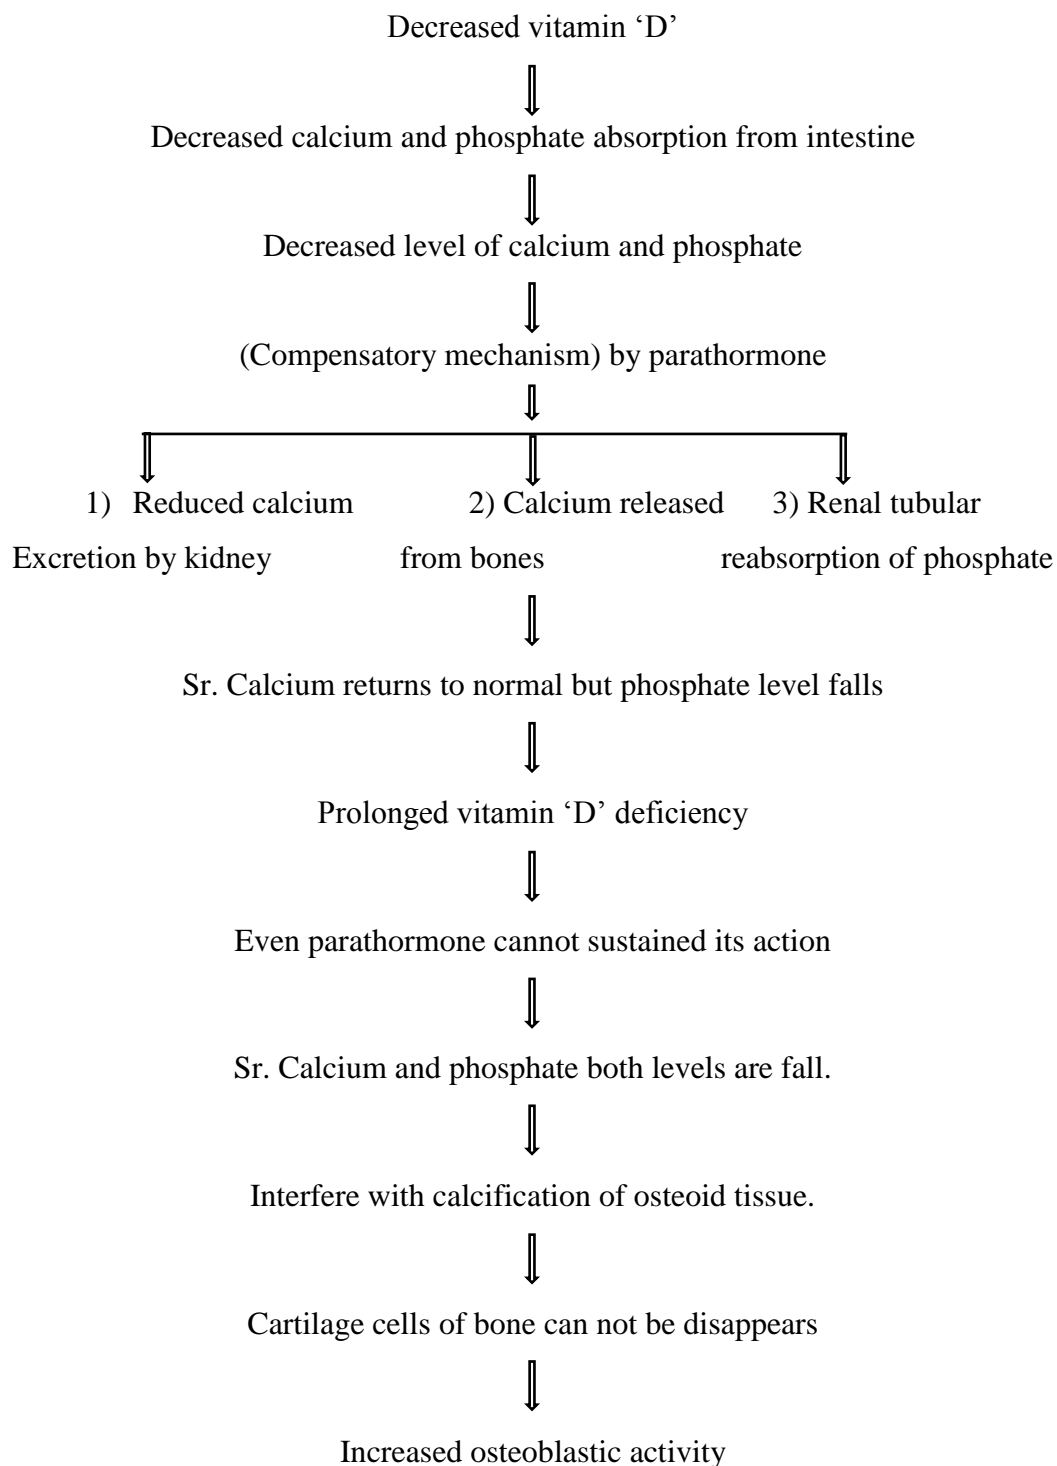 Decreased vitamin ‘D’
Decreased calcium and phosphate absorption from intestine
Decreased level of calcium and phosphate
(Compensatory mechanism) by parathormone
1) Reduced calcium 2) Calcium released 3) Renal tubular
Excretion by kidney from bones reabsorption of phosphate
Sr. Calcium returns to normal but phosphate level falls
Prolonged vitamin ‘D’ deficiency
Even parathormone cannot sustained its action
Sr. Calcium and phosphate both levels are fall.
Interfere with calcification of osteoid tissue.
Cartilage cells of bone can not be disappears
Increased osteoblastic activity